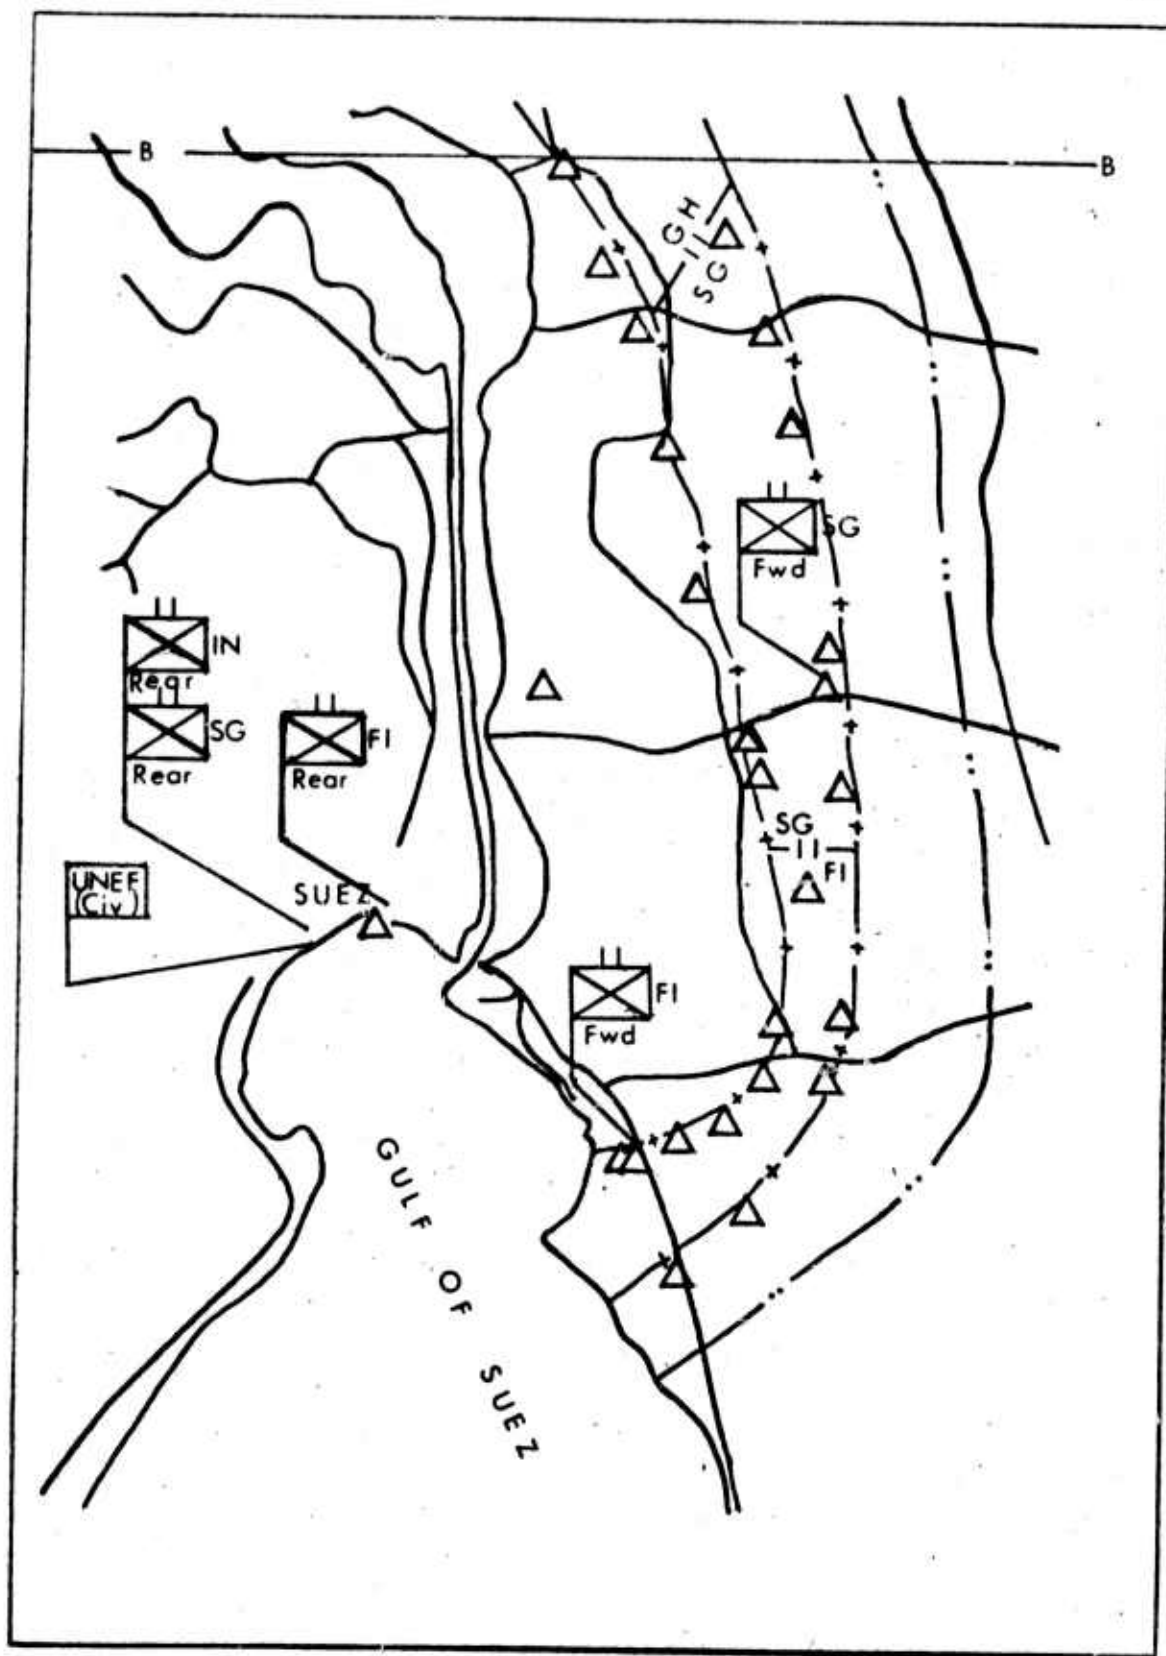 B B
GH
SG
SG
Fwd
IN
Rear
SG
Rear
FI
Rear
SG
FI
UNEF
(Civ)
SUEZ
FI
Fwd
GULF OF SUEZ